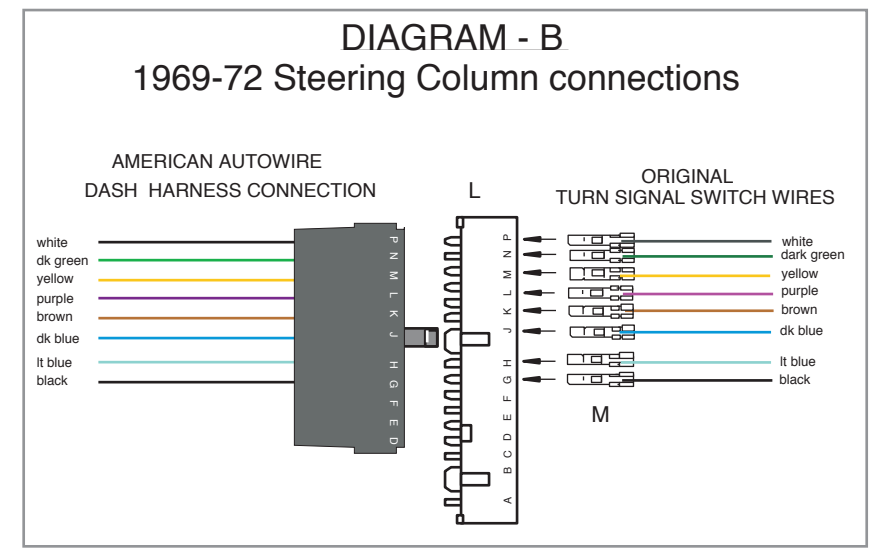 DIAGRAM - B
1969-72 Steering Column connections
AMERICAN AUTOWIRE
DASH HARNESS CONNECTION
L
ORIGINAL
TURN SIGNAL SWITCH WIRES
white
dk green
yellow
purple
brown
dk blue
lt blue
black
P
N
M
L
K
J
H
G
F
E
D
P
N
M
L
K
J
H
G
F
E
D
C
B
A
white
dark green
yellow
purple
brown
dk blue
lt blue
black
M